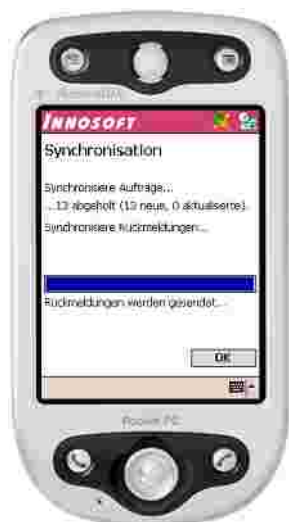 INNOSOFT
Synchronisation
Synchronisiere Aufträge...
...13 abgeholt (13 neue, 0 aktualisierte)
Synchronisiere Rückmeldungen...
Rückmeldungen werden gesendet...
OK
Pocket PC